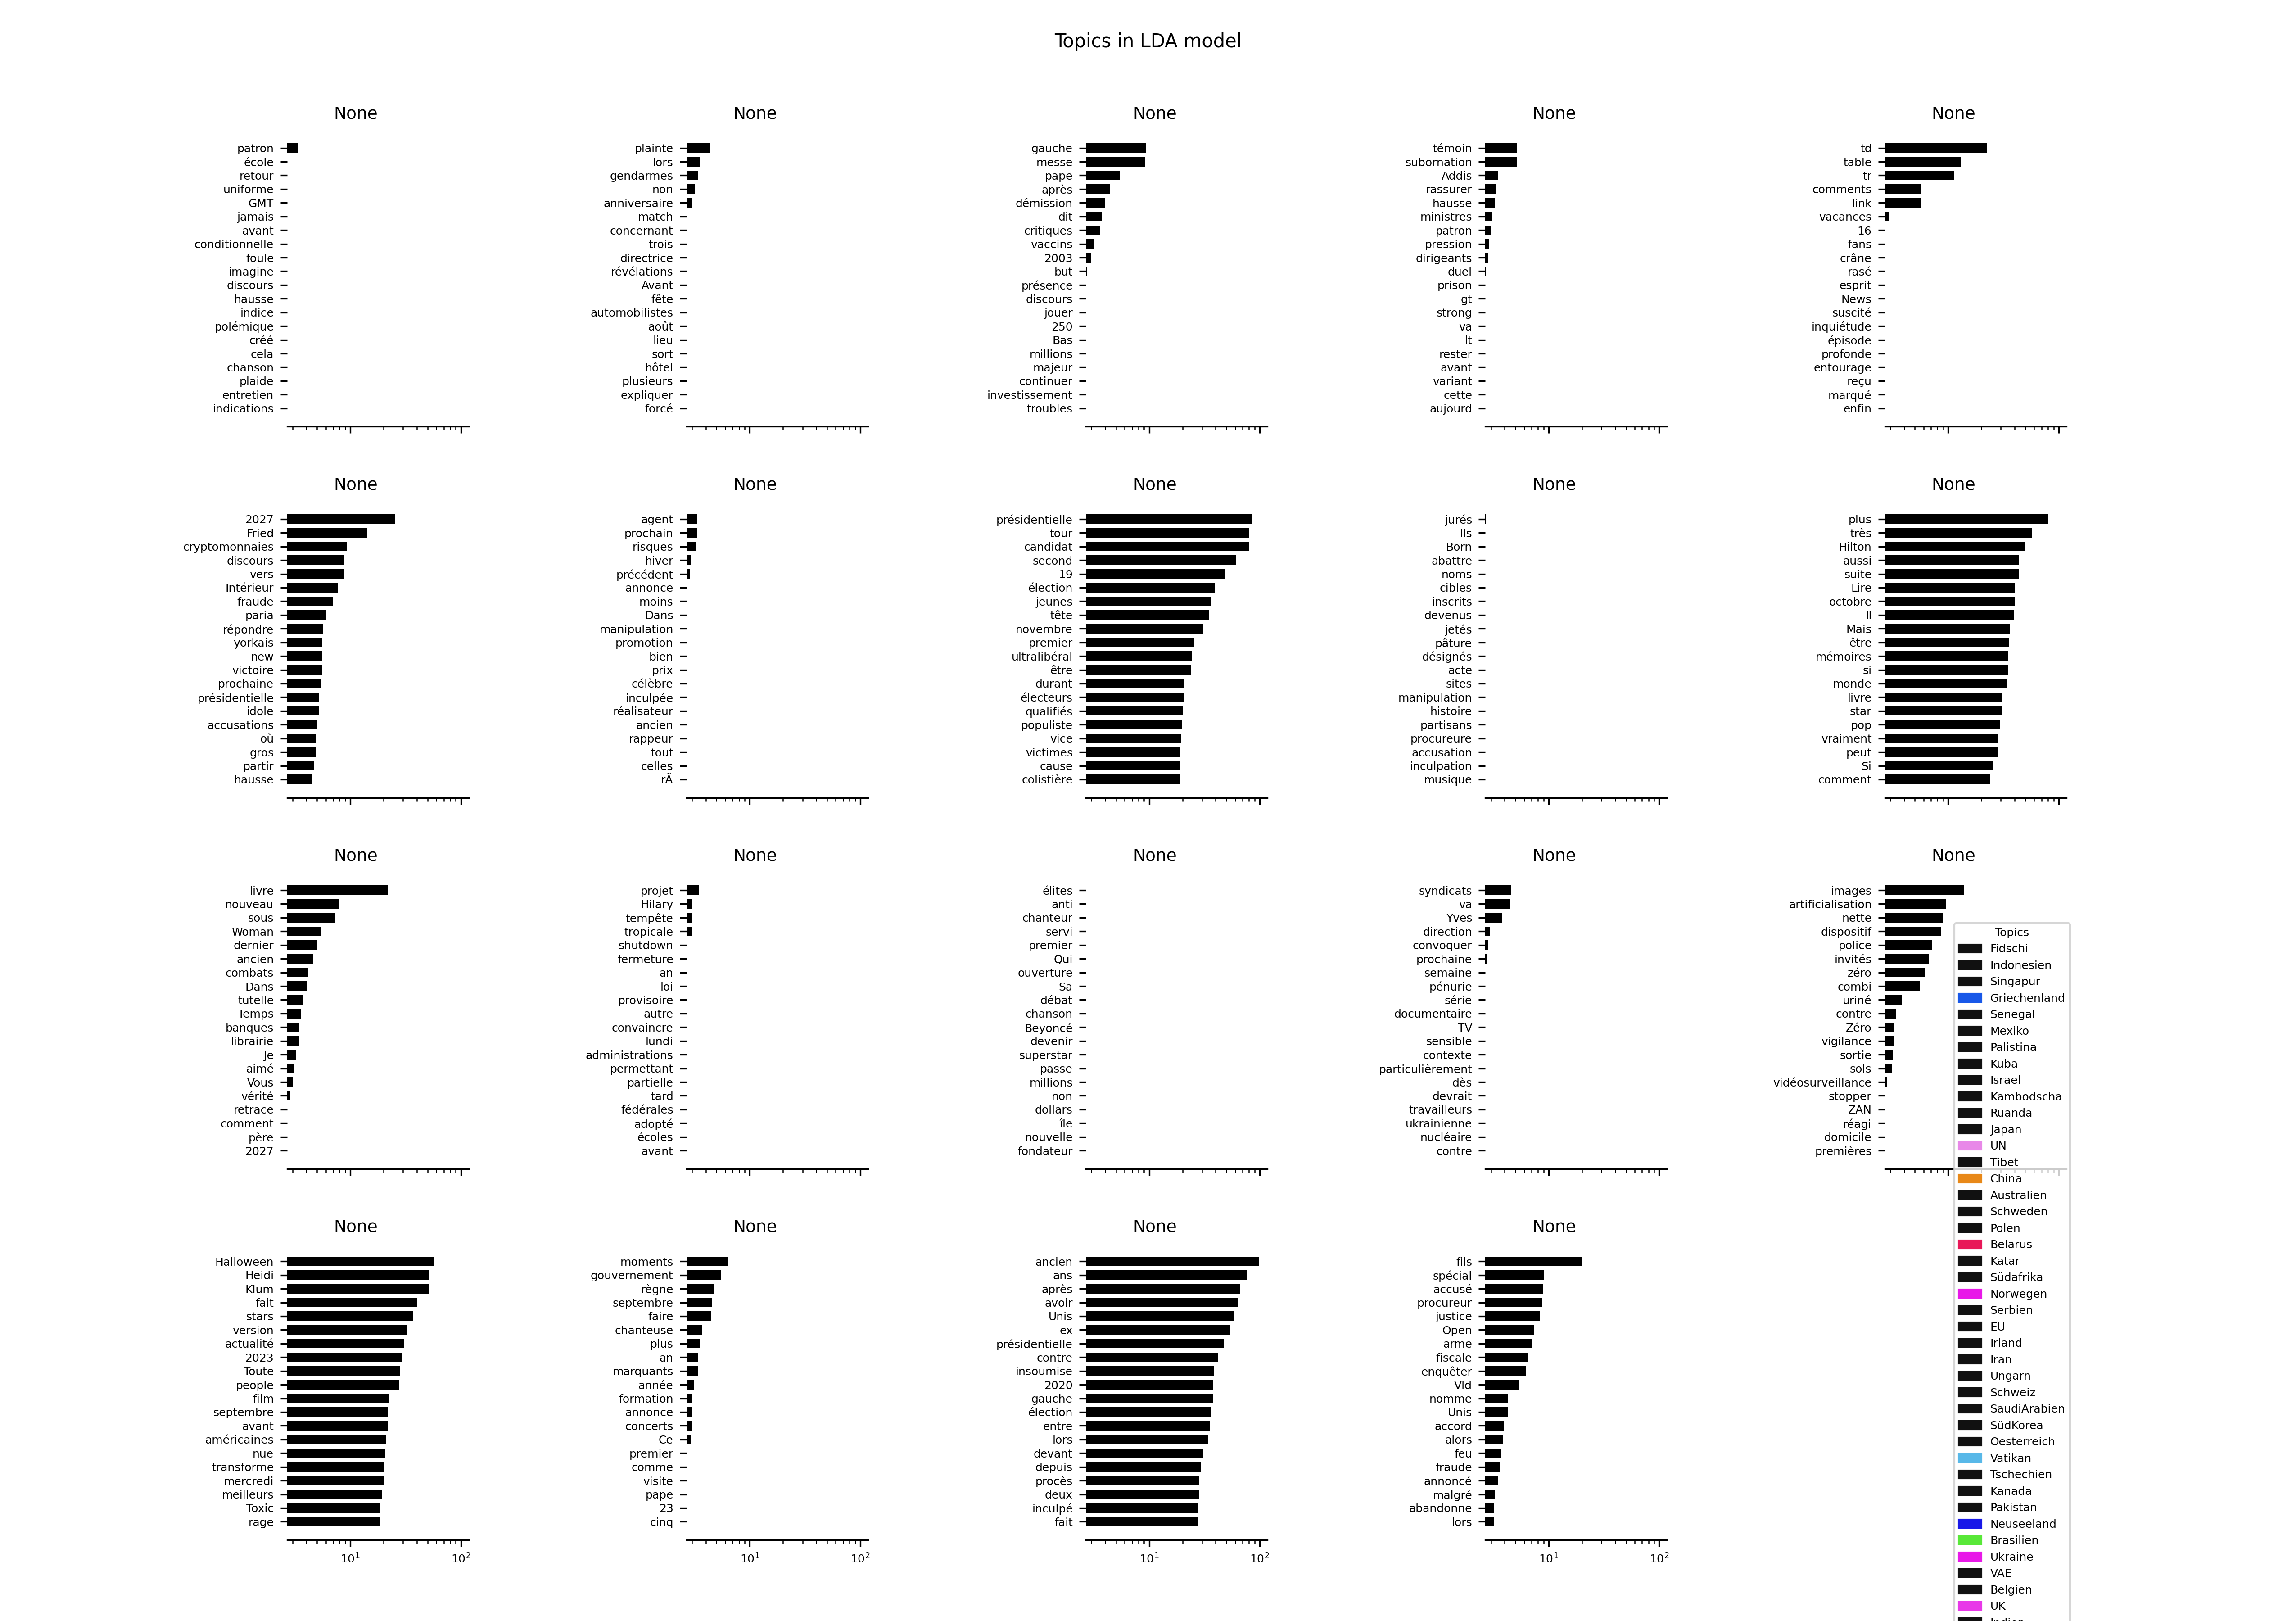 Topics in LDA model
None
patron
école
retour
uniforme
GMT
jamais
avant
conditionnelle
foule
imagine
discours
hausse
indice
polémique
créé
cela
chanson
plaide
entretien
indications
None
plainte
lors
gendarmes
non
anniversaire
match
concernant
trois
directrice
révélations
Avant
fête
automobilistes
août
lieu
sort
hôtel
plusieurs
expliquer
forcé
None
gauche
messe
pape
après
démission
dit
critiques
vaccins
2003
but
présence
discours
jouer
250
Bas
millions
majeur
continuer
investissement
troubles
None
témoin
subornation
Addis
rassurer
hausse
ministres
patron
pression
dirigeants
duel
prison
gt
strong
va
lt
rester
avant
variant
cette
aujourd
None
td
table
tr
comments
link
vacances
16
fans
crâne
rasé
esprit
News
suscité
inquiétude
épisode
profonde
entourage
reçu
marqué
enfin
None
2027
Fried
cryptomonnaies
discours
vers
Intérieur
fraude
paria
répondre
yorkais
new
victoire
prochaine
présidentielle
idole
accusations
où
gros
partir
hausse
None
agent
prochain
risques
hiver
précédent
annonce
moins
Dans
manipulation
promotion
bien
prix
célèbre
inculpée
réalisateur
ancien
rappeur
tout
celles
rÃ
None
présidentielle
tour
candidat
second
19
élection
jeunes
tête
novembre
premier
ultralibéral
être
durant
électeurs
qualifiés
populiste
vice
victimes
cause
colistière
None
jurés
Ils
Born
abattre
noms
cibles
inscrits
devenus
jetés
pâture
désignés
acte
sites
manipulation
histoire
partisans
procureure
accusation
inculpation
musique
None
plus
très
Hilton
aussi
suite
Lire
octobre
Il
Mais
être
mémoires
si
monde
livre
star
pop
vraiment
peut
Si
comment
None
livre
nouveau
sous
Woman
dernier
ancien
combats
Dans
tutelle
Temps
banques
librairie
Je
aimé
Vous
vérité
retrace
comment
père
2027
None
projet
Hilary
tempête
tropicale
shutdown
fermeture
an
loi
provisoire
autre
convaincre
lundi
administrations
permettant
partielle
tard
fédérales
adopté
écoles
avant
None
élites
anti
chanteur
servi
premier
Qui
ouverture
Sa
débat
chanson
Beyoncé
devenir
superstar
passe
millions
non
dollars
île
nouvelle
fondateur
None
syndicats
va
Yves
direction
convoquer
prochaine
semaine
pénurie
série
documentaire
TV
sensible
contexte
particulièrement
dès
devrait
travailleurs
ukrainienne
nucléaire
contre
None
images
artificialisation
nette
dispositif
police
invités
zéro
combi
uriné
contre
Zéro
vigilance
sortie
sols
vidéosurveillance
stopper
ZAN
réagi
domicile
premières
None
Halloween
Heidi
Klum
fait
stars
version
actualité
2023
Toute
people
film
septembre
avant
américaines
nue
transforme
mercredi
meilleurs
Toxic
rage
10¹ 10²
None
moments
gouvernement
règne
septembre
faire
chanteuse
plus
an
marquants
année
formation
annonce
concerts
Ce
premier
comme
visite
pape
23
cinq
10¹ 10²
None
ancien
ans
après
avoir
Unis
ex
présidentielle
contre
insoumise
2020
gauche
élection
entre
lors
devant
depuis
procès
deux
inculpé
fait
10¹ 10²
None
fils
spécial
accusé
procureur
justice
Open
arme
fiscale
enquêter
Vld
nomme
Unis
accord
alors
feu
fraude
annoncé
malgré
abandonne
lors
10¹ 10²
Topics
Fidschi
Indonesien
Singapur
Griechenland
Senegal
Mexiko
Palistina
Kuba
Israel
Kambodscha
Ruanda
Japan
UN
Tibet
China
Australien
Schweden
Polen
Belarus
Katar
Südafrika
Norwegen
Serbien
EU
Irland
Iran
Ungarn
Schweiz
SaudiArabien
SüdKorea
Oesterreich
Vatikan
Tschechien
Kanada
Pakistan
Neuseeland
Brasilien
Ukraine
VAE
Belgien
UK